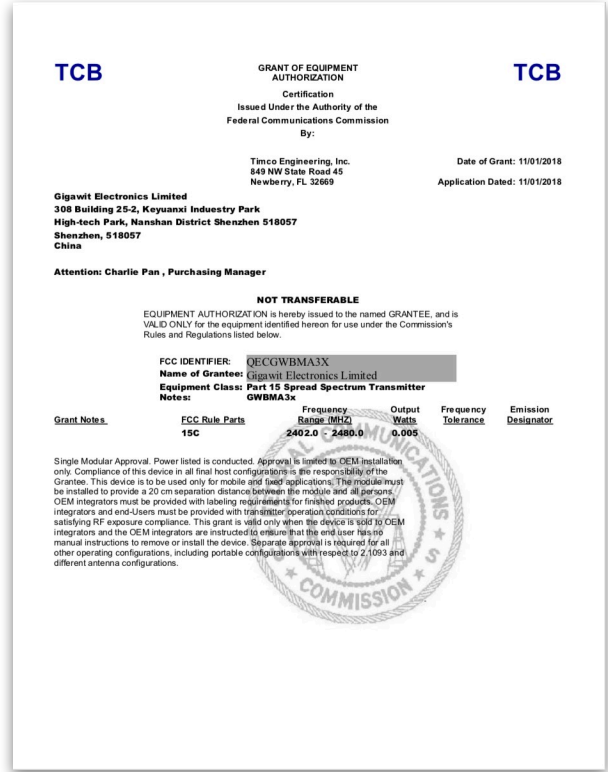 TCB
TCB
GRANT OF EQUIPMENT
AUTHORIZATION
Certification
Issued Under the Authority of the
Federal Communications Commission
By:
Timco Engineering, Inc.
849 NW State Road 45
Newberry, FL 32669
Date of Grant: 11/01/2018
Application Dated: 11/01/2018
Gigawit Electronics Limited
308 Building 25-2, Keyuanxi Induestry Park
High-tech Park, Nanshan District Shenzhen 518057
Shenzhen, 518057
China
Attention: Charlie Pan , Purchasing Manager
NOT TRANSFERABLE
EQUIPMENT AUTHORIZATION is hereby issued to the named GRANTEE, and is
VALID ONLY for the equipment identified hereon for use under the Commission's
Rules and Regulations listed below.
FCC IDENTIFIER: QECGWBMA3X
Name of Grantee: Gigawit Electronics Limited
Equipment Class: Part 15 Spread Spectrum Transmitter
Notes: GWBMA3x
Grant Notes FCC Rule Parts Frequency Range (MHZ) Output Watts Frequency Tolerance Emission Designator
15C 2402.0 - 2480.0 0.005
Single Modular Approval. Power listed is conducted. Approval is limited to OEM installation
only. Compliance of this device in all final host configurations is the responsibility of the
Grantee. This device is to be used only for mobile and fixed applications. The module must
be installed to provide a 20 cm separation distance between the module and all persons.
OEM integrators must be provided with labeling requirements for finished products. OEM
integrators and end-Users must be provided with transmitter operation conditions for
satisfying RF exposure compliance. This grant is valid only when the device is sold to OEM
integrators and the OEM integrators are instructed to ensure that the end user has no
manual instructions to remove or install the device. Separate approval is required for all
other operating configurations, including portable configurations with respect to 2.1093 and
different antenna configurations.
COMMISSION